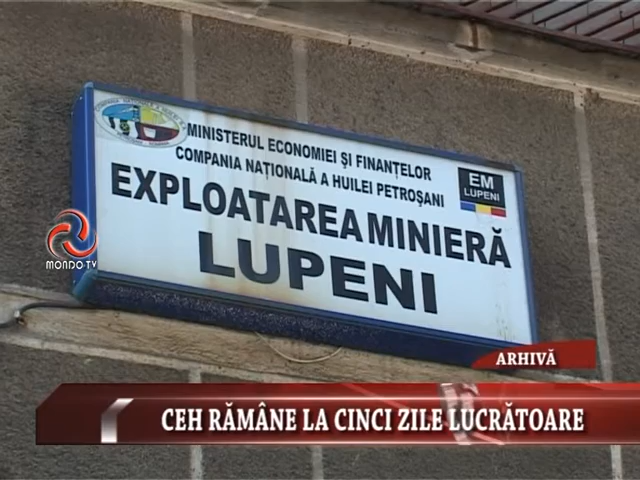 MINISTERUL ECONOMIEI ŞI FINANŢELOR
COMPANIA NAŢIONALĂ A HUILEI PETROŞANI
EM
LUPENI
EXPLOATAREA MINIERĂ
LUPENI
MONDO TV
ARHIVĂ
CEH RĂMÂNE LA CINCI ZILE LUCRĂTOARE